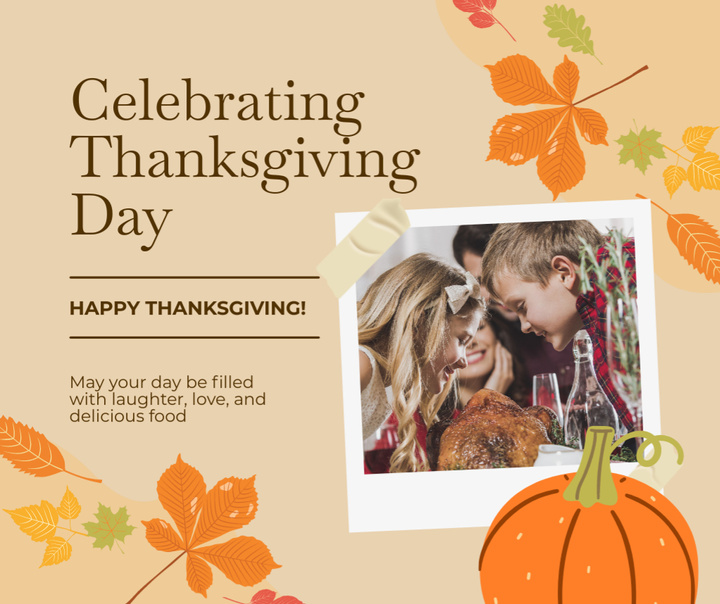 Celebrating
Thanksgiving
Day
HAPPY THANKSGIVING!
May your day be filled
with laughter, love, and
delicious food